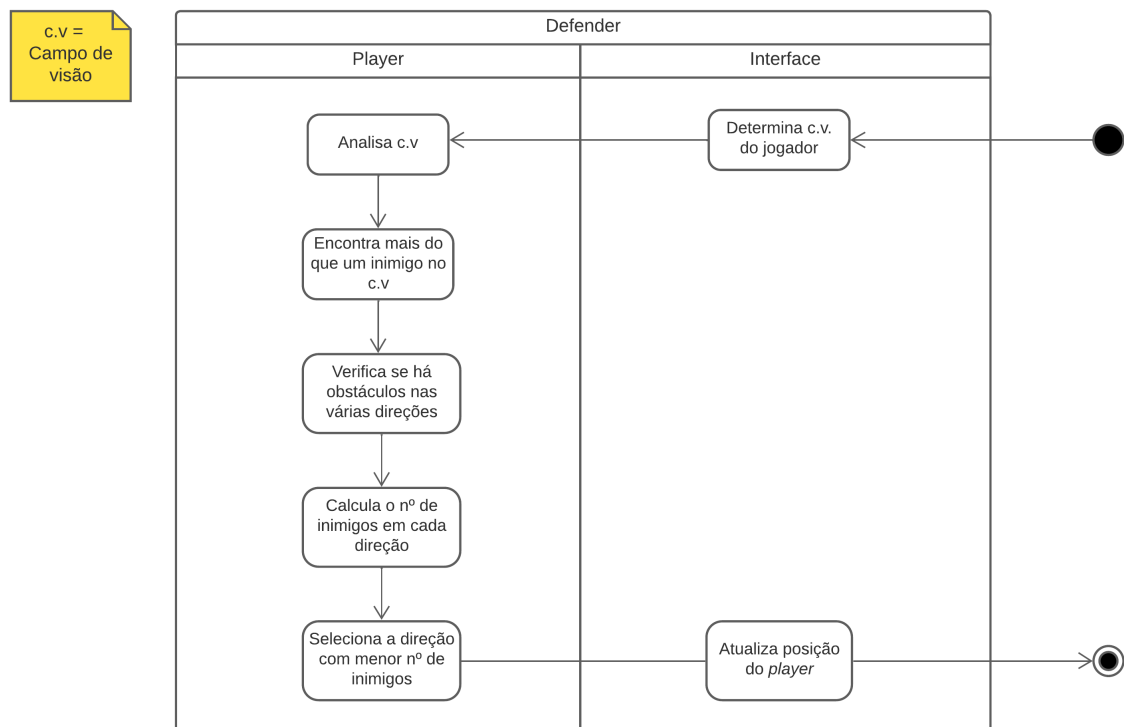 c.v =
Campo de
visão
Defender
Player
Interface
Analisa c.v
Determina c.v.
do jogador
Encontra mais do
que um inimigo no
c.v
Verifica se há
obstáculos nas
várias direções
Calcula o nº de
inimigos em cada
direção
Seleciona a direção
com menor nº de
inimigos
Atualiza posição
do player